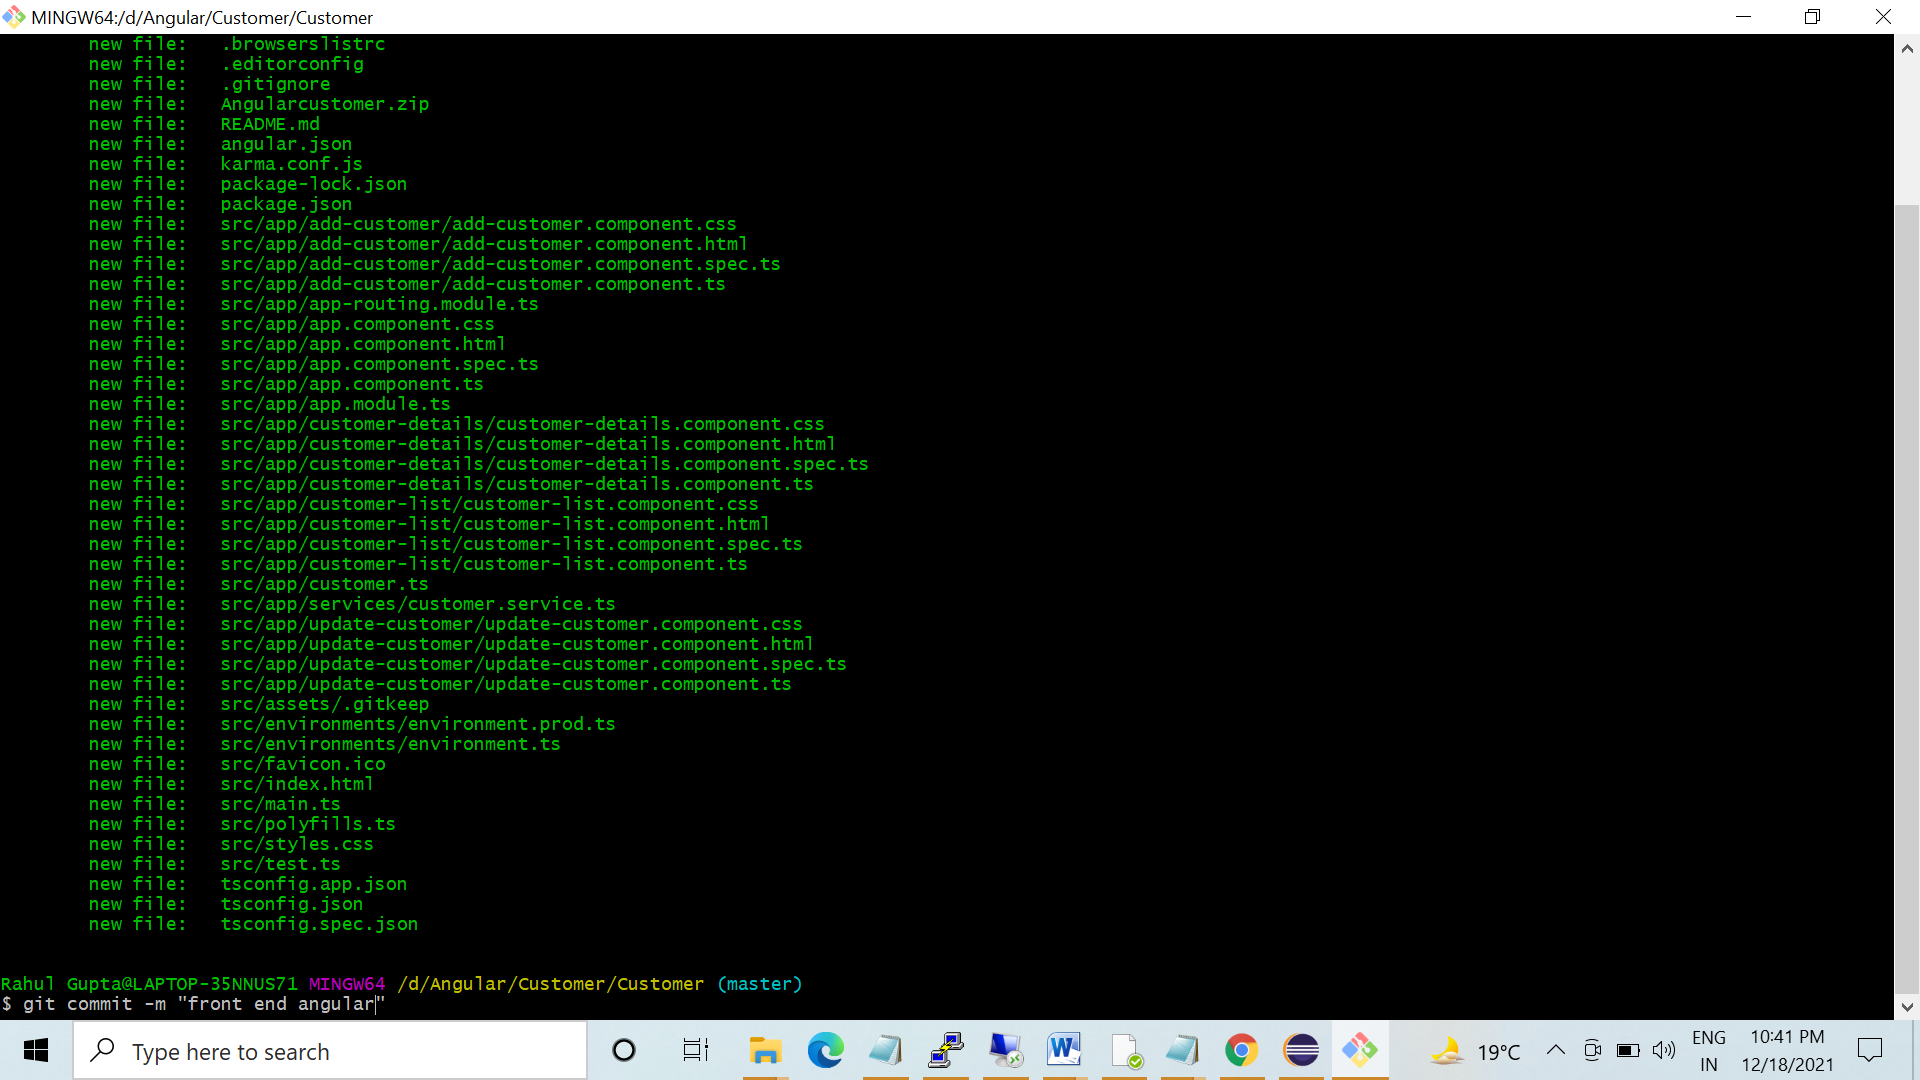 MINGW64:/d/Angular/Customer/Customer
new file:   .browserslistrc
new file:   .editorconfig
new file:   .gitignore
new file:   Angularcustomer.zip
new file:   README.md
new file:   angular.json
new file:   karma.conf.js
new file:   package-lock.json
new file:   package.json
new file:   src/app/add-customer/add-customer.component.css
new file:   src/app/add-customer/add-customer.component.html
new file:   src/app/add-customer/add-customer.component.spec.ts
new file:   src/app/add-customer/add-customer.component.ts
new file:   src/app/app-routing.module.ts
new file:   src/app/app.component.css
new file:   src/app/app.component.html
new file:   src/app/app.component.spec.ts
new file:   src/app/app.component.ts
new file:   src/app/app.module.ts
new file:   src/app/customer-details/customer-details.component.css
new file:   src/app/customer-details/customer-details.component.html
new file:   src/app/customer-details/customer-details.component.spec.ts
new file:   src/app/customer-details/customer-details.component.ts
new file:   src/app/customer-list/customer-list.component.css
new file:   src/app/customer-list/customer-list.component.html
new file:   src/app/customer-list/customer-list.component.spec.ts
new file:   src/app/customer-list/customer-list.component.ts
new file:   src/app/customer.ts
new file:   src/app/services/customer.service.ts
new file:   src/app/update-customer/update-customer.component.css
new file:   src/app/update-customer/update-customer.component.html
new file:   src/app/update-customer/update-customer.component.spec.ts
new file:   src/app/update-customer/update-customer.component.ts
new file:   src/assets/.gitkeep
new file:   src/environments/environment.prod.ts
new file:   src/environments/environment.ts
new file:   src/favicon.ico
new file:   src/index.html
new file:   src/main.ts
new file:   src/polyfills.ts
new file:   src/styles.css
new file:   src/test.ts
new file:   tsconfig.app.json
new file:   tsconfig.json
new file:   tsconfig.spec.json
Rahul Gupta@LAPTOP-35NNUS71 MINGW64 /d/Angular/Customer/Customer (master)
$ git commit -m "front end angular"
Type here to search
19°C
ENG
IN
10:41 PM
12/18/2021